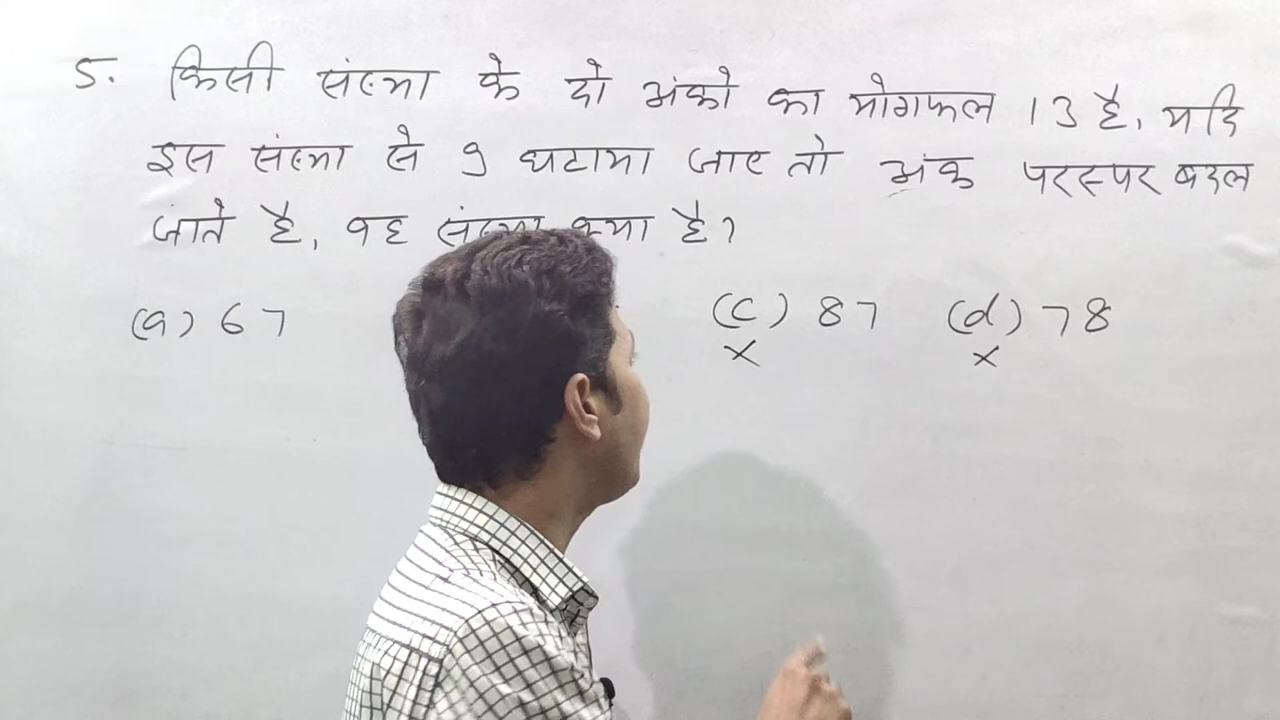 5. किसी संख्या के दो अंको का योगफल 13 है, यदि
इस संख्या से 9 घटाया जाए तो अंक परस्पर बदल
जाते है, वह संख्या क्या है?
(a) 67 (c) 87 (d) 78
× ×